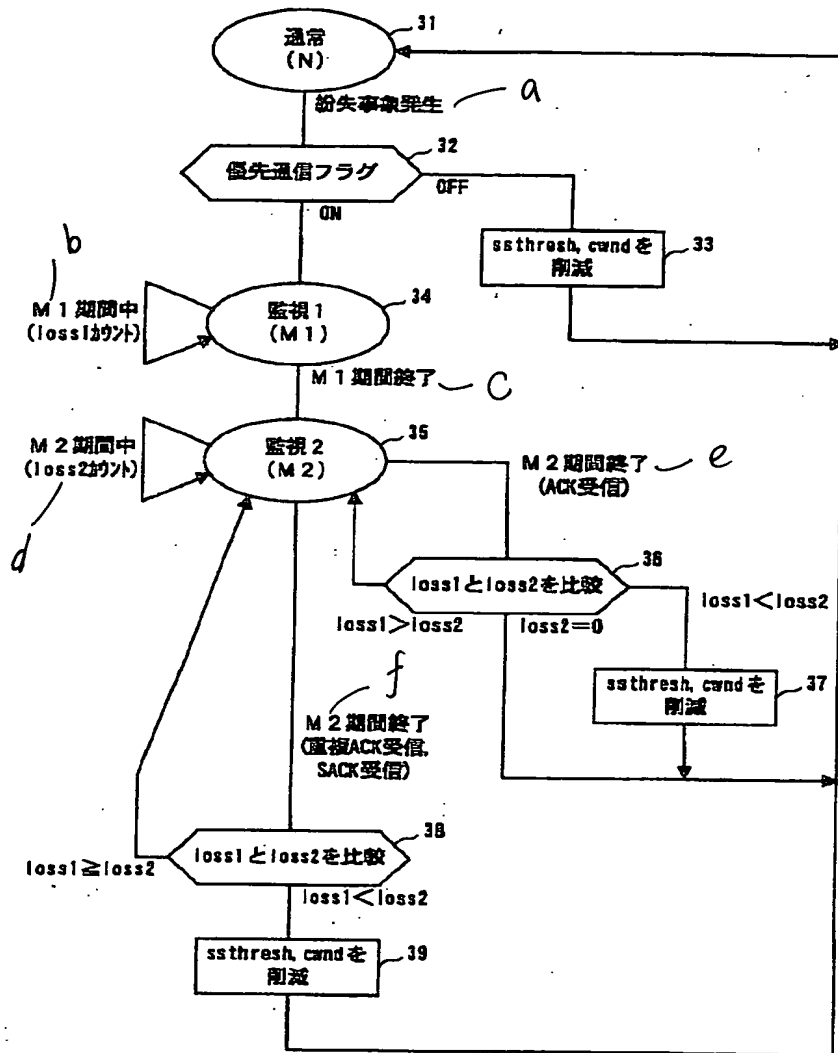 通常
(N)
31
紛失事象発生
a
優先通信フラグ
32
OFF
ON
ssthresh, cwndを
削減
33
b
M1期間中
(loss1カウント)
監視1
(M1)
34
M1期間終了
C
M2期間中
(loss2カウント)
d
監視2
(M2)
35
M2期間終了
(ACK受信)
e
loss1とloss2を比較
36
loss1>loss2
loss2=0
loss1<loss2
ssthresh, cwndを
削減
37
f
M2期間終了
(重複ACK受信,
SACK受信)
loss1とloss2を比較
38
loss1≧loss2
loss1<loss2
ssthresh, cwndを
削減
39